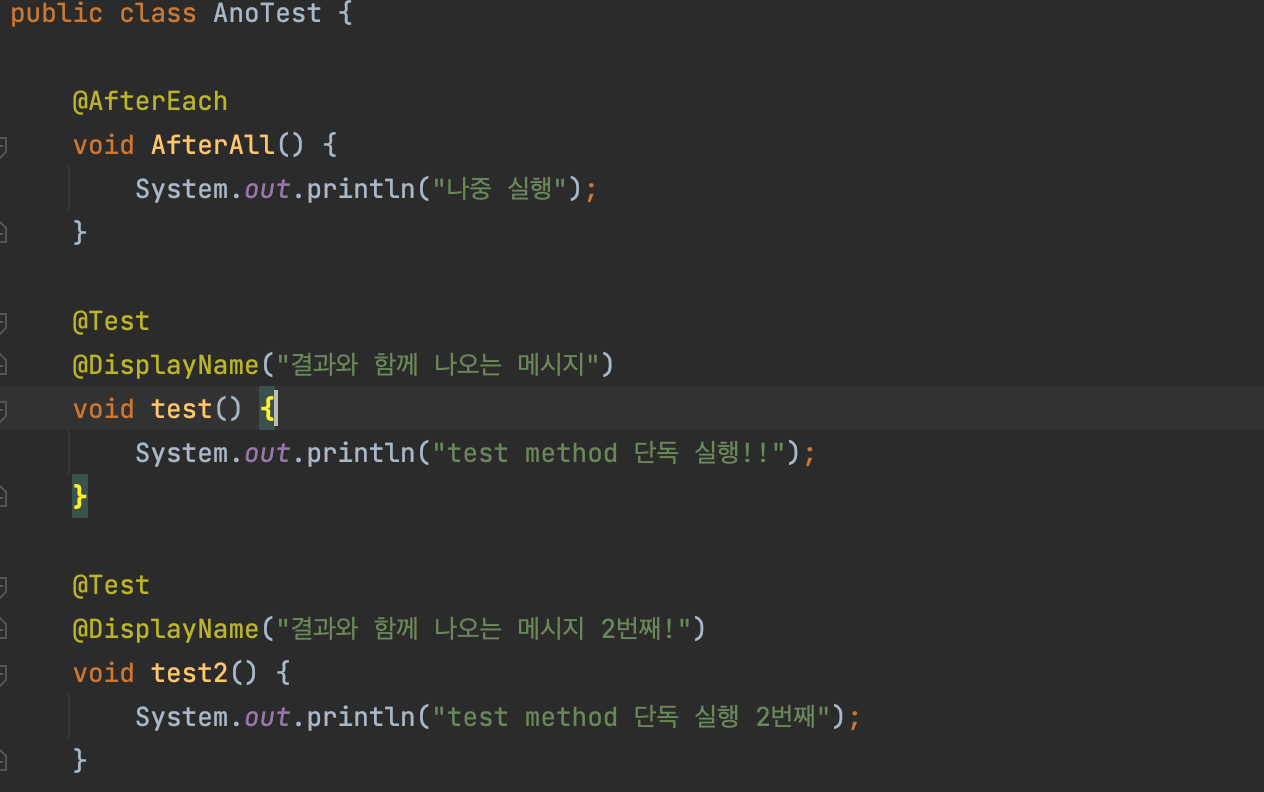 public class AnoTest {
@AfterEach
void AfterAll() {
System.out.println("나중 실행");
}
@Test
@DisplayName("결과와 함께 나오는 메시지")
void test() {
System.out.println("test method 단독 실행!!");
}
@Test
@DisplayName("결과와 함께 나오는 메시지 2번째!")
void test2() {
System.out.println("test method 단독 실행 2번째");
}